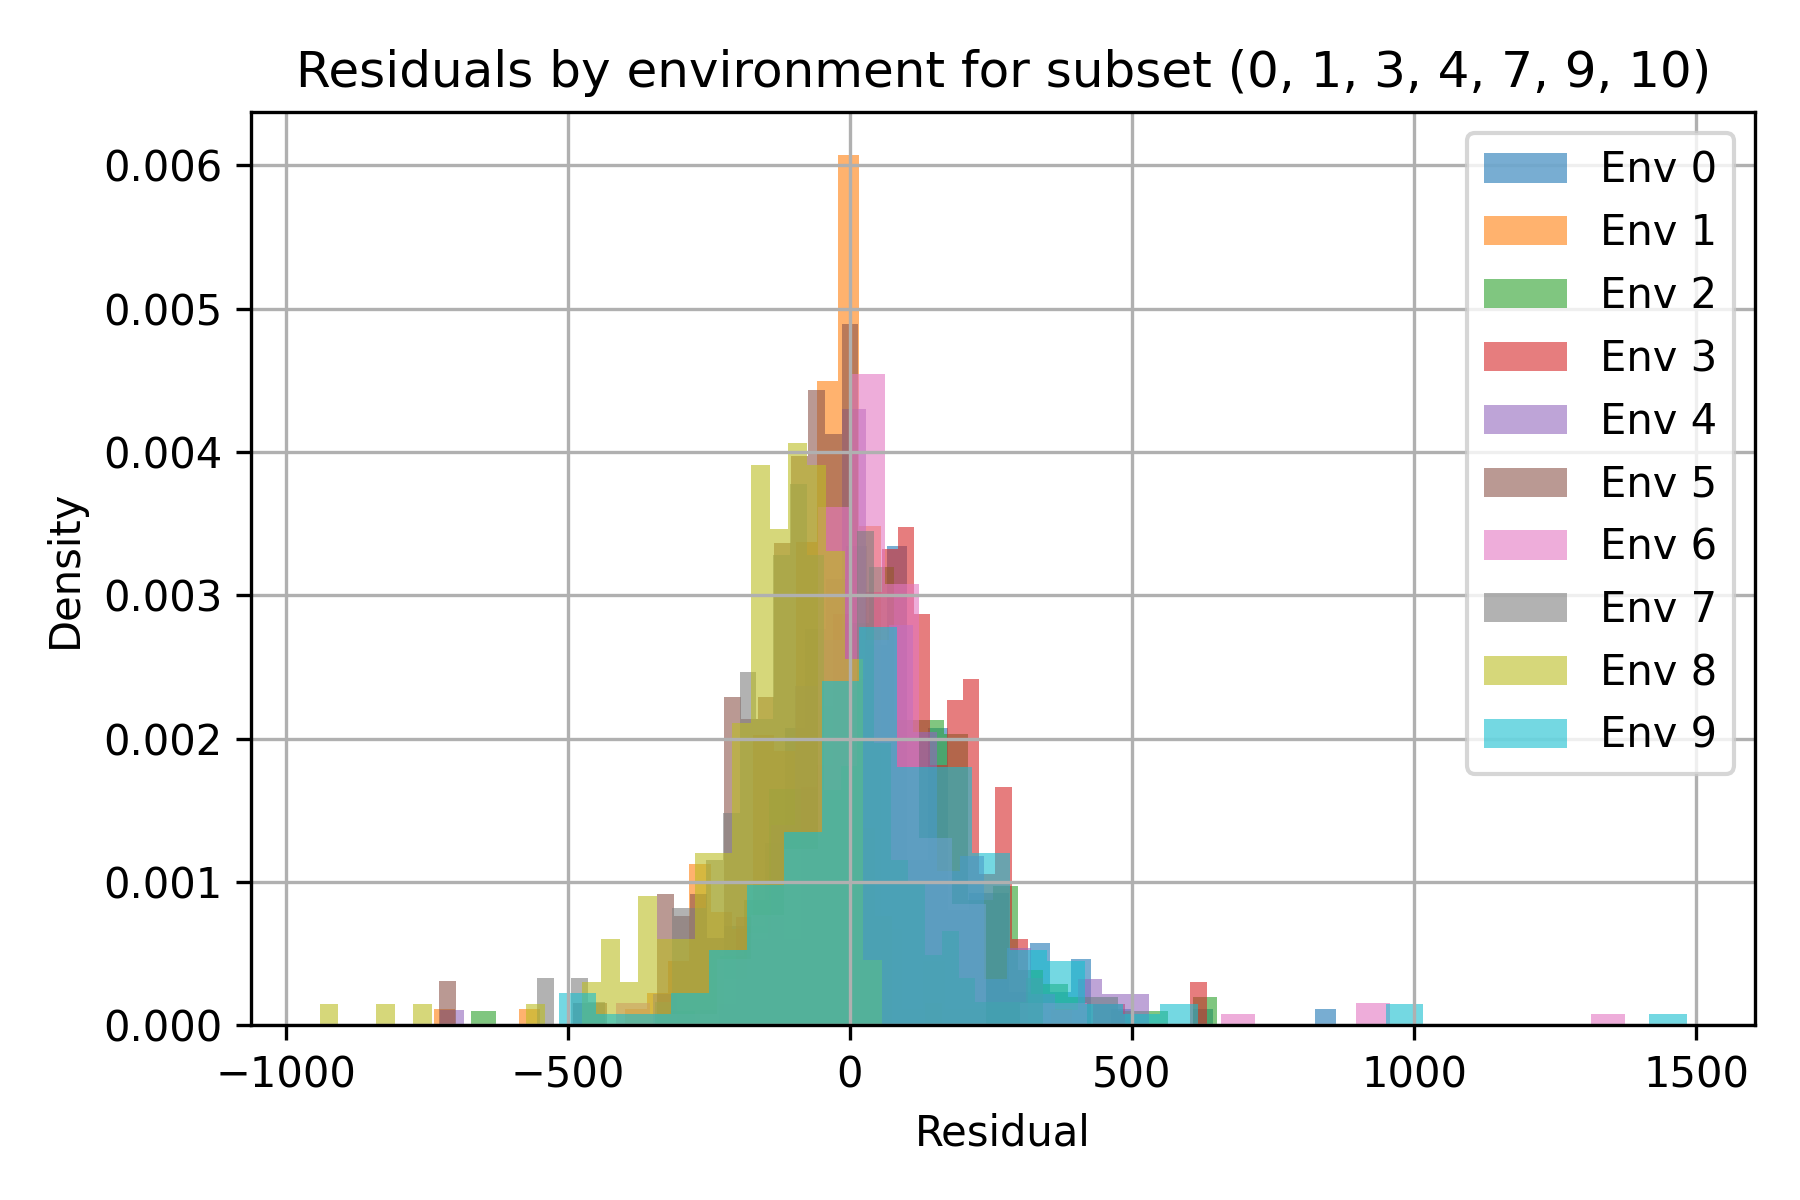 Residuals by environment for subset (0, 1, 3, 4, 7, 9, 10)
0.006
0.005
0.004
0.003
0.002
0.001
0.000
Density
−1000
−500
0
500
1000
1500
Residual
Env 0
Env 1
Env 2
Env 3
Env 4
Env 5
Env 6
Env 7
Env 8
Env 9